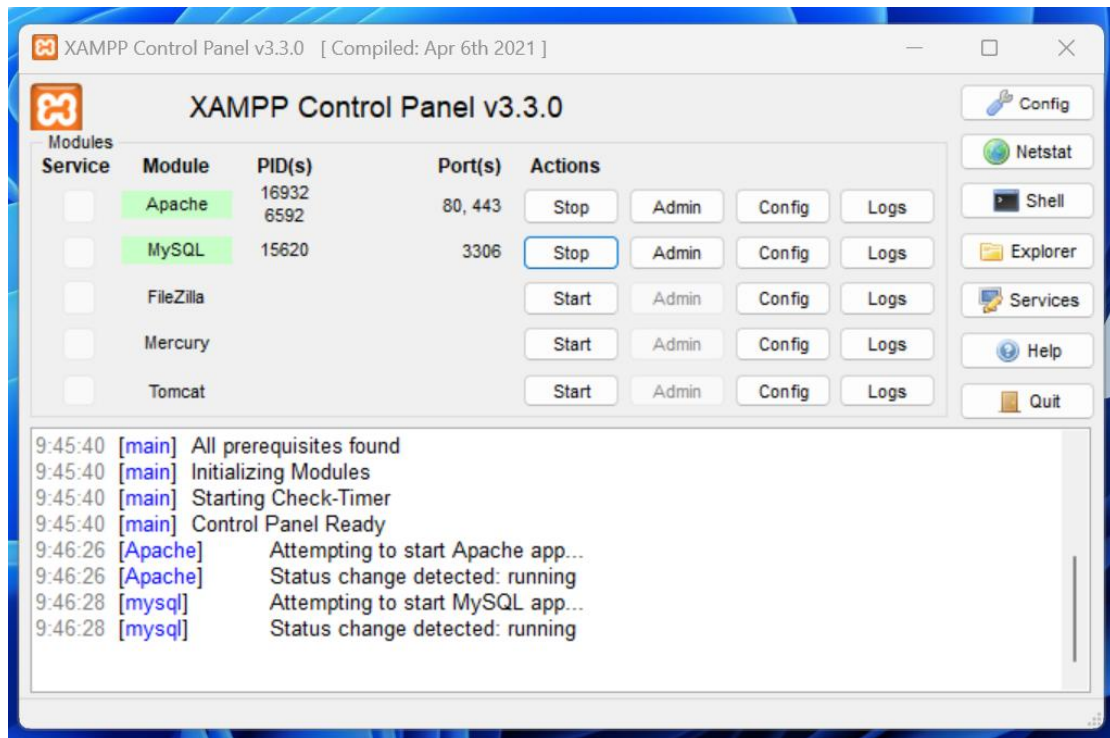 XAMPP Control Panel v3.3.0 [ Compiled: Apr 6th 2021 ]
XAMPP Control Panel v3.3.0
Config
Modules
Netstat
Service Module PID(s) Port(s) Actions
Apache 16932 6592 80, 443 Stop Admin Config Logs
Shell
MySQL 15620 3306 Stop Admin Config Logs
Explorer
FileZilla Start Admin Config Logs
Services
Mercury Start Admin Config Logs
Help
Tomcat Start Admin Config Logs
Quit
9:45:40 [main] All prerequisites found
9:45:40 [main] Initializing Modules
9:45:40 [main] Starting Check-Timer
9:45:40 [main] Control Panel Ready
9:46:26 [Apache] Attempting to start Apache app...
9:46:26 [Apache] Status change detected: running
9:46:28 [mysql] Attempting to start MySQL app...
9:46:28 [mysql] Status change detected: running